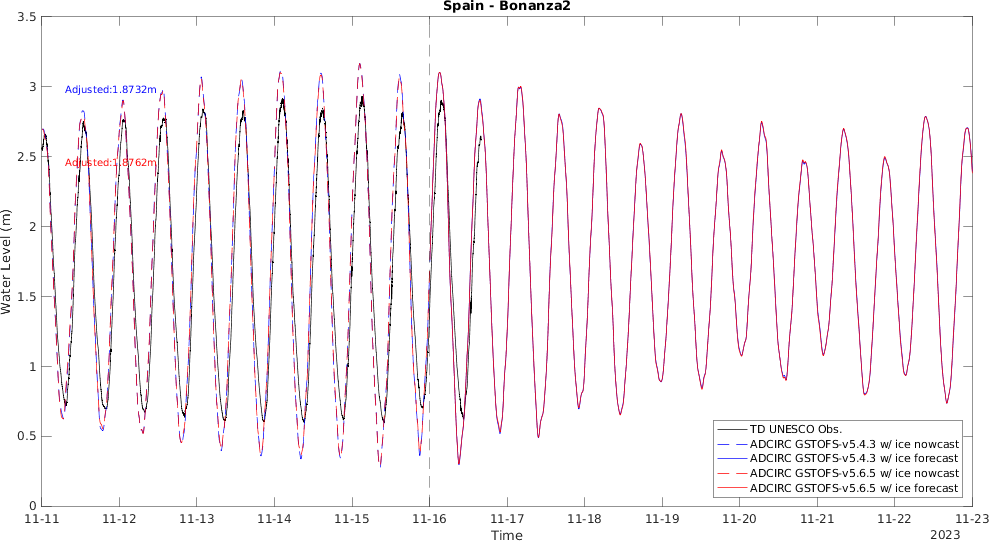 Spain - Bonanza2
3.5
3
2.5
2
1.5
1
0.5
0
Water Level (m)
Adjusted:1.8732m
Adjusted:1.8762m
TD UNESCO Obs.
ADCIRC GSTOFS-v5.4.3 w/ ice nowcast
ADCIRC GSTOFS-v5.4.3 w/ ice forecast
ADCIRC GSTOFS-v5.6.5 w/ ice nowcast
ADCIRC GSTOFS-v5.6.5 w/ ice forecast
11-11 11-12 11-13 11-14 11-15 11-16 11-17 11-18 11-19 11-20 11-21 11-22 11-23
Time
2023